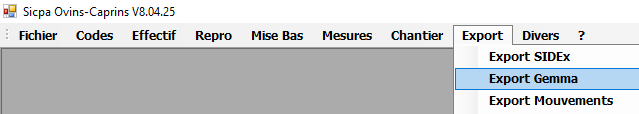 Sicpa Ovins-Caprins V8.04.25
Fichier Codes Effectif Repro Mise Bas Mesures Chantier Export Divers ?
Export SIDEx
Export Gemma
Export Mouvements